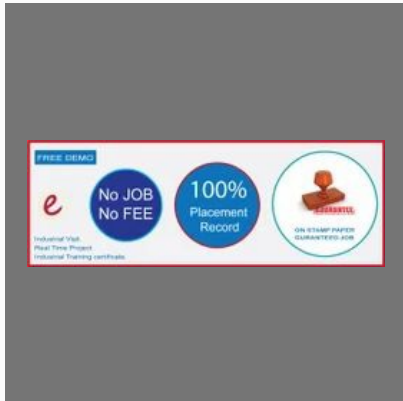 FREE DEMO
e
No JOB
No FEE
100%
Placement
Record
GUARANTEE
ON STAMP PAPER
GURANTEED JOB
Industrial Visit.
Real Time Project
Industrial Training certificate